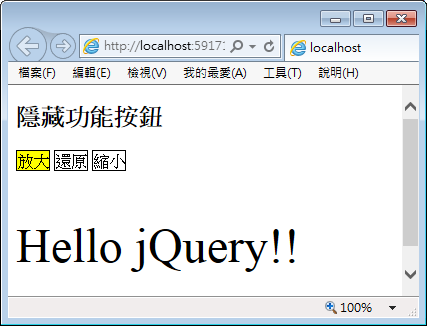 http://localhost:5917
localhost
檔案(F) 編輯(E) 檢視(V) 我的最愛(A) 工具(T) 說明(H)
隱藏功能按鈕
放大 還原 縮小
Hello jQuery!!
100%